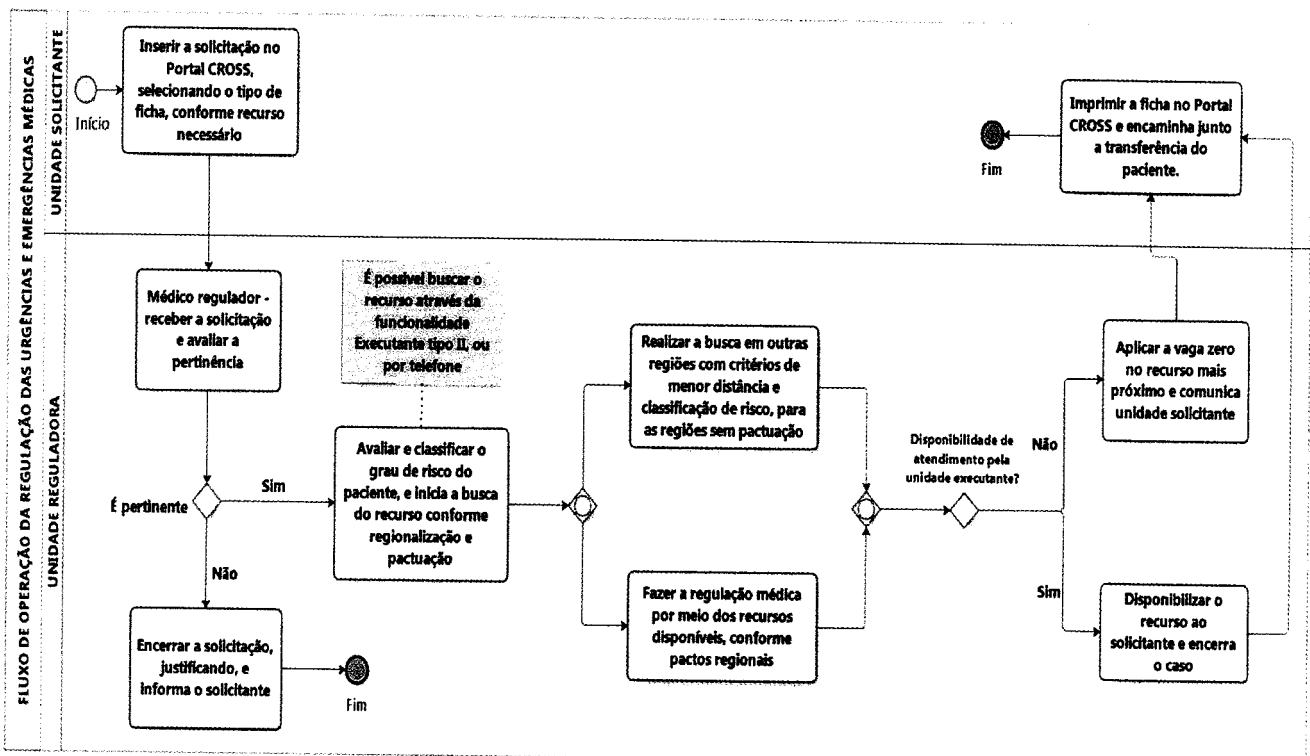 FLUXO DE OPERAÇÃO DA REGULAÇÃO DAS URGÊNCIAS E EMERGÊNCIAS MÉDICAS
UNIDADE SOLICITANTE
Início
Inserir a solicitação no
Portal CROSS,
selecionando o tipo de
ficha, conforme recurso
necessário
Fim
Imprimir a ficha no Portal
CROSS e encaminha junto
a transferência do
paciente.
UNIDADE REGULADORA
Médico regulador -
receber a solicitação
e avaliar a
pertinência
É pertinente
Sim
Não
Encerrar a solicitação,
justificando, e
informa o solicitante
Fim
É possível buscar o
recurso através da
funcionalidade
Executante tipo II, ou
por telefone
Avaliar e classificar o
grau de risco do
paciente, e inicia a busca
do recurso conforme
regionalização e
pactuação
Realizar a busca em outras
regiões com critérios de
menor distância e
classificação de risco, para
as regiões sem pactuação
Fazer a regulação médica
por meio dos recursos
disponíveis, conforme
pactos regionais
Disponibilidade de
atendimento pela
unidade executante?
Não
Aplicar a vaga zero
no recurso mais
próximo e comunica
unidade solicitante
Sim
Disponibilizar o
recurso ao
solicitante e encerra
o caso